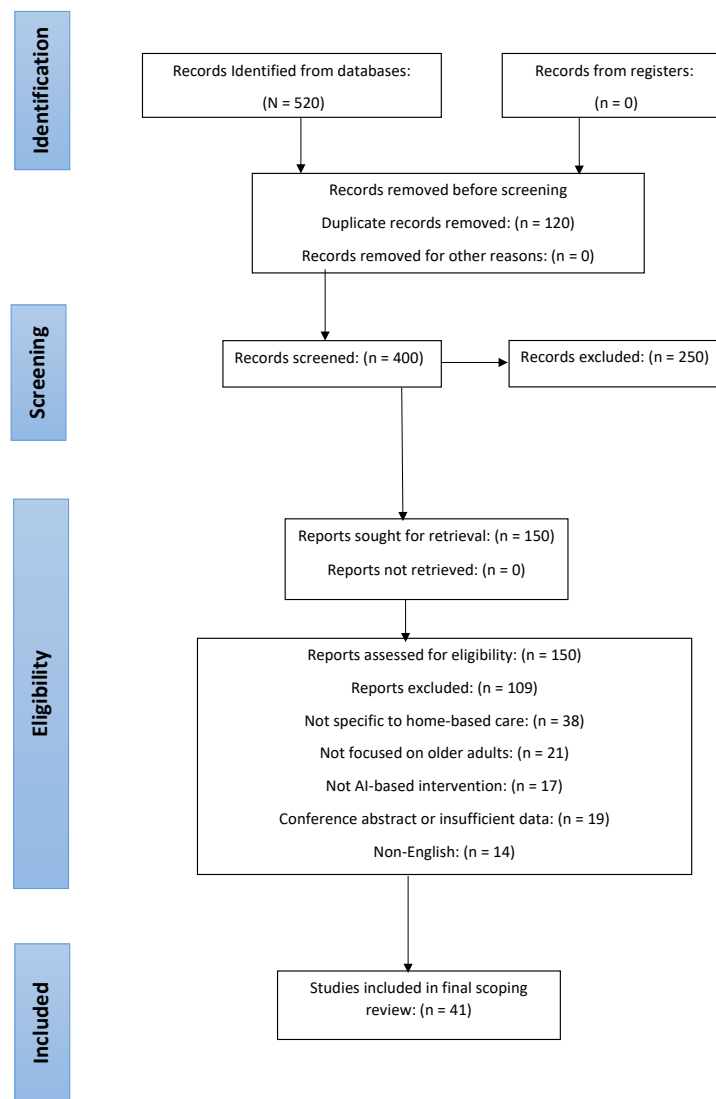 Identification
Records Identified from databases:
(N = 520)
Records from registers:
(n = 0)
Records removed before screening
Duplicate records removed: (n = 120)
Records removed for other reasons: (n = 0)
Screening
Records screened: (n = 400)
Records excluded: (n = 250)
Eligibility
Reports sought for retrieval: (n = 150)
Reports not retrieved: (n = 0)
Reports assessed for eligibility: (n = 150)
Reports excluded: (n = 109)
Not specific to home-based care: (n = 38)
Not focused on older adults: (n = 21)
Not AI-based intervention: (n = 17)
Conference abstract or insufficient data: (n = 19)
Non-English: (n = 14)
Included
Studies included in final scoping
review: (n = 41)